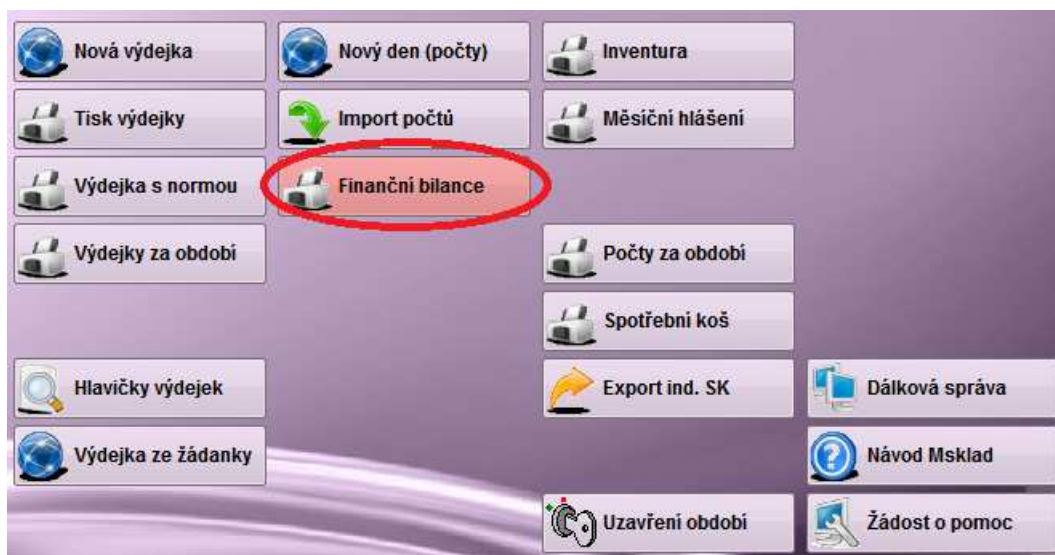 Nová výdejka
Nový den (počty)
Inventura
Tisk výdejky
Import počtů
Měsíční hlášení
Výdejka s normou
Finanční bilance
Výdejky za období
Počty za období
Spotřební koš
Hlavičky výdejek
Export ind. SK
Dálková správa
Výdejka ze žádanky
Návod Msklad
Uzavření období
Žádost o pomoc